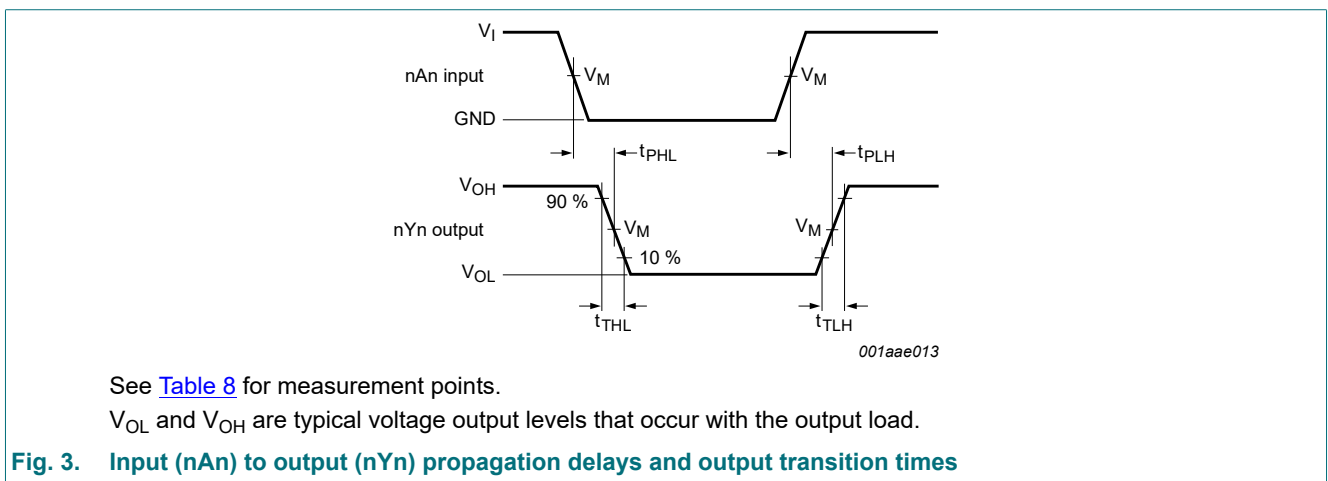 V_I
nAn input
V_M
V_M
GND
t_PHL
t_PLH
V_OH
90 %
nYn output
V_M
V_M
10 %
V_OL
t_THL
t_TLH
001aae013
See Table 8 for measurement points.
V_OL and V_OH are typical voltage output levels that occur with the output load.
Fig. 3. Input (nAn) to output (nYn) propagation delays and output transition times